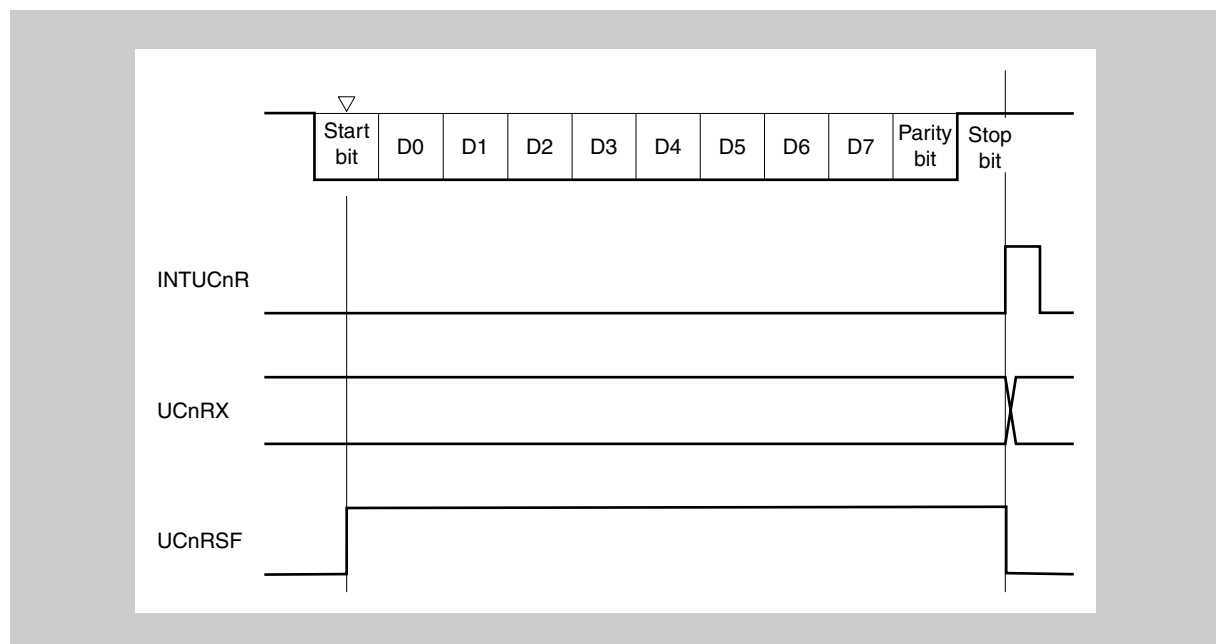 Start
bit
D0
D1
D2
D3
D4
D5
D6
D7
Parity
bit
Stop
bit
INTUCnR
UCnRX
UCnRSF